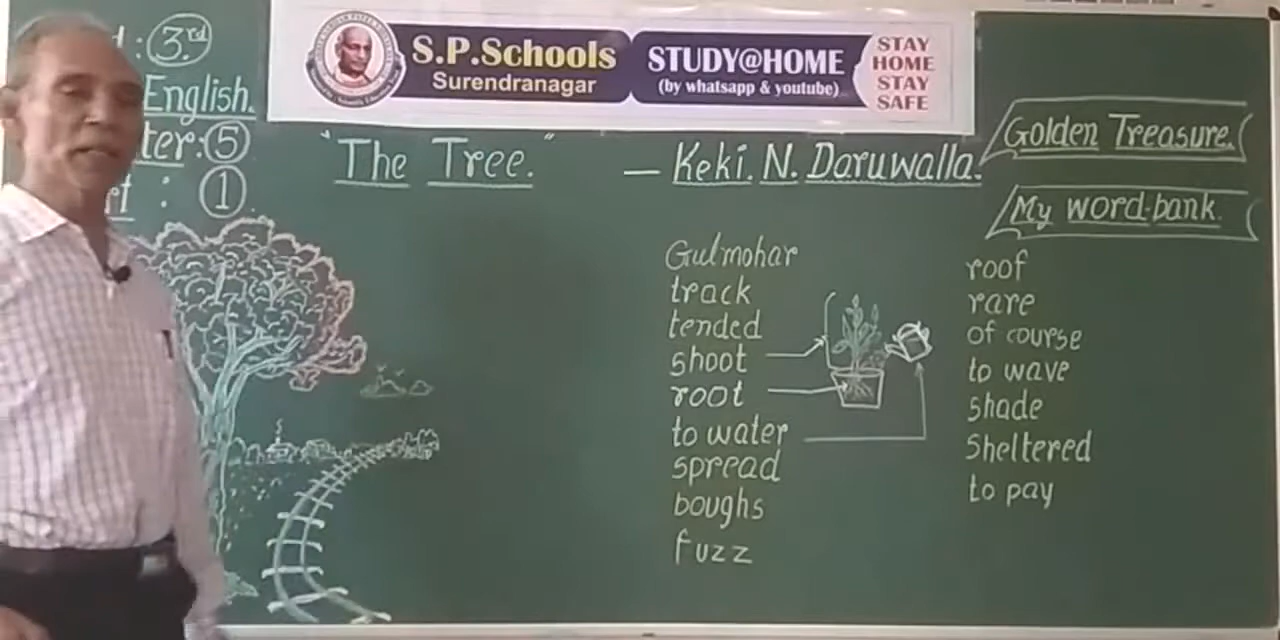 S.P.Schools
Surendranagar
STUDY@HOME
(by whatsapp & youtube)
STAY
HOME
STAY
SAFE
: 3rd
English.
ter: 5
: 1
"The Tree."
— Keki. N. Daruwalla.
Golden Treasure.
My word-bank.
Gulmohar
track
tended
shoot
root
to water
spread
boughs
fuzz
roof
rare
of course
to wave
shade
Sheltered
to pay